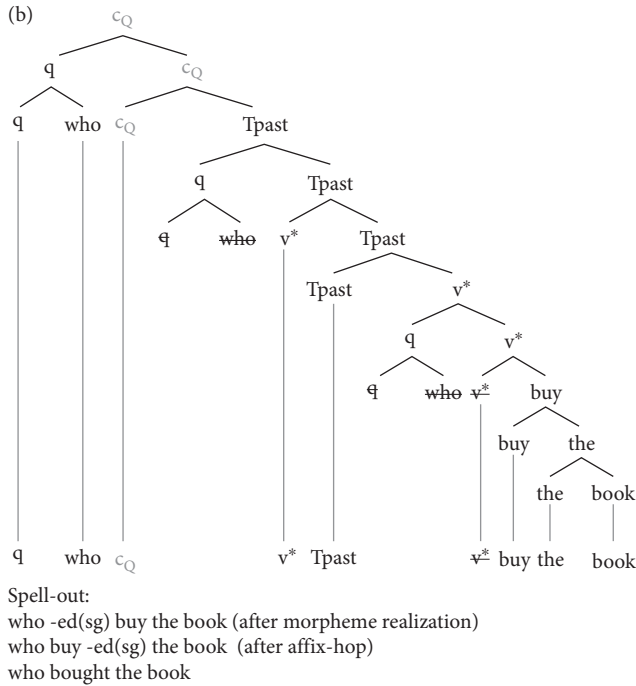 (b)
c_Q
q c_Q
q who c_Q Tpast
q Tpast
q who v* Tpast
Tpast v*
q v*
q who v* buy
buy the
the book
q who c_Q v* Tpast v* buy the book
Spell-out:
who -ed(sg) buy the book (after morpheme realization)
who buy -ed(sg) the book (after affix-hop)
who bought the book